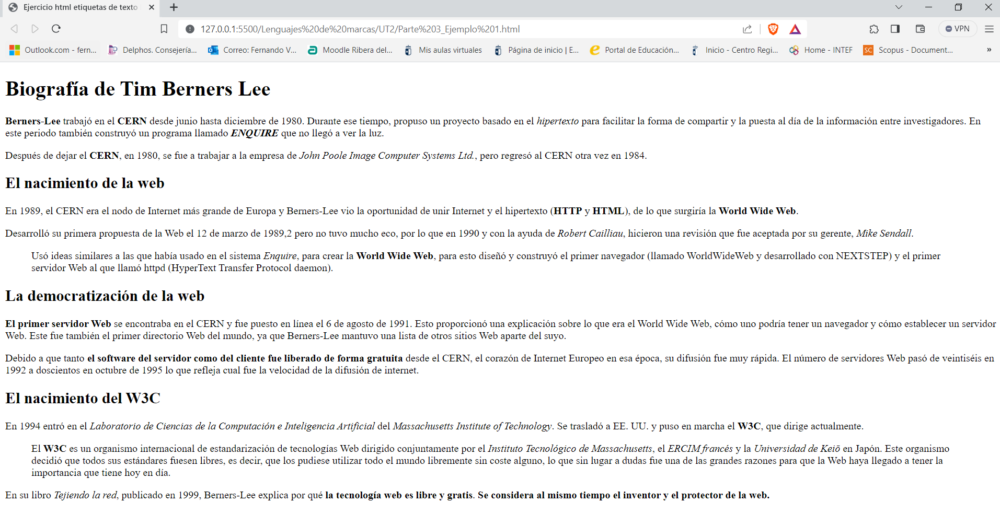 Ejercicio html etiquetas de texto
127.0.0.1:5500/Lenguajes%20de%20marcas/UT2/Parte%203_Ejemplo%201.html
VPN
Outlook.com - fern...
Delphos. Consejería...
Correo: Fernando V...
Moodle Ribera del...
Mis aulas virtuales
Página de inicio | E...
Portal de Educación...
Inicio - Centro Regi...
Home - INTEF
SC
Scopus - Document...
»
Biografía de Tim Berners Lee
Berners-Lee trabajó en el CERN desde junio hasta diciembre de 1980. Durante ese tiempo, propuso un proyecto basado en el hipertexto para facilitar la forma de compartir y la puesta al día de la información entre investigadores. En
este periodo también construyó un programa llamado ENQUIRE que no llegó a ver la luz.
Después de dejar el CERN, en 1980, se fue a trabajar a la empresa de John Poole Image Computer Systems Ltd., pero regresó al CERN otra vez en 1984.
El nacimiento de la web
En 1989, el CERN era el nodo de Internet más grande de Europa y Berners-Lee vio la oportunidad de unir Internet y el hipertexto (HTTP y HTML), de lo que surgiría la World Wide Web.
Desarrolló su primera propuesta de la Web el 12 de marzo de 1989,2 pero no tuvo mucho eco, por lo que en 1990 y con la ayuda de Robert Cailliau, hicieron una revisión que fue aceptada por su gerente, Mike Sendall.
Usó ideas similares a las que había usado en el sistema Enquire, para crear la World Wide Web, para esto diseñó y construyó el primer navegador (llamado WorldWideWeb y desarrollado con NEXTSTEP) y el primer
servidor Web al que llamó httpd (HyperText Transfer Protocol daemon).
La democratización de la web
El primer servidor Web se encontraba en el CERN y fue puesto en línea el 6 de agosto de 1991. Esto proporcionó una explicación sobre lo que era el World Wide Web, cómo uno podría tener un navegador y cómo establecer un servidor
Web. Este fue también el primer directorio Web del mundo, ya que Berners-Lee mantuvo una lista de otros sitios Web aparte del suyo.
Debido a que tanto el software del servidor como del cliente fue liberado de forma gratuita desde el CERN, el corazón de Internet Europeo en esa época, su difusión fue muy rápida. El número de servidores Web pasó de veintiséis en
1992 a doscientos en octubre de 1995 lo que refleja cual fue la velocidad de la difusión de internet.
El nacimiento del W3C
En 1994 entró en el Laboratorio de Ciencias de la Computación e Inteligencia Artificial del Massachusetts Institute of Technology. Se trasladó a EE. UU. y puso en marcha el W3C, que dirige actualmente.
El W3C es un organismo internacional de estandarización de tecnologías Web dirigido conjuntamente por el Instituto Tecnológico de Massachusetts, el ERCIM francés y la Universidad de Keiō en Japón. Este organismo
decidió que todos sus estándares fuesen libres, es decir, que los pudiese utilizar todo el mundo libremente sin coste alguno, lo que sin lugar a dudas fue una de las grandes razones para que la Web haya llegado a tener la
importancia que tiene hoy en día.
En su libro Tejiendo la red, publicado en 1999, Berners-Lee explica por qué la tecnología web es libre y gratis. Se considera al mismo tiempo el inventor y el protector de la web.